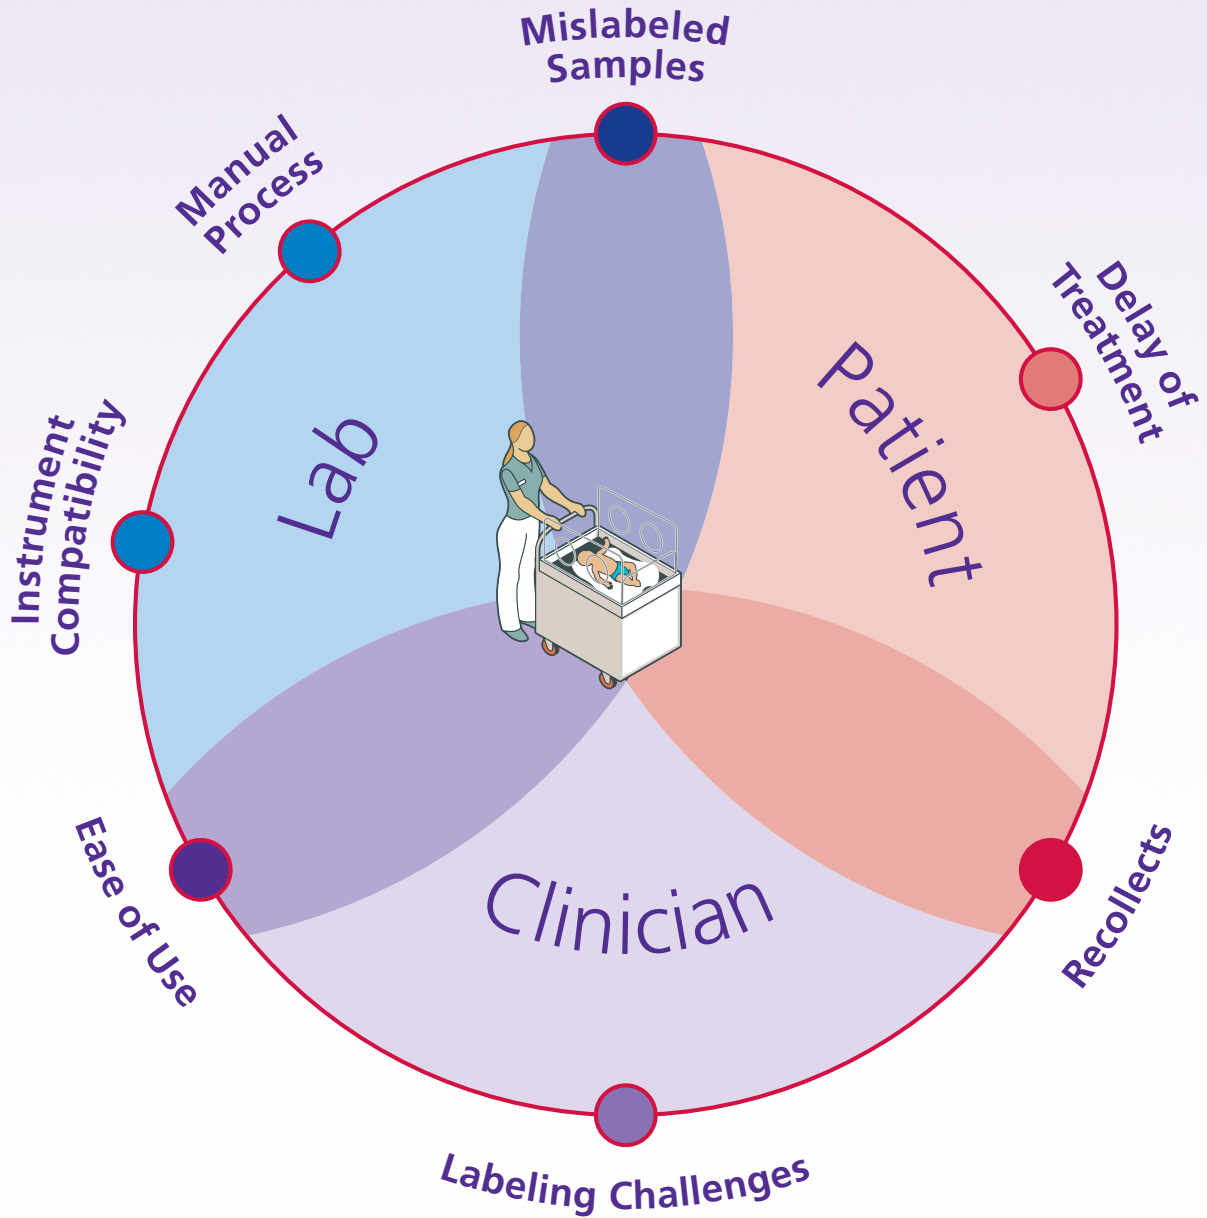 Mislabeled
Samples
Manual
Process
Delay of
Treatment
Patient
Lab
Instrument
Compatibility
Clinician
Ease of Use
Recollects
Labeling Challenges